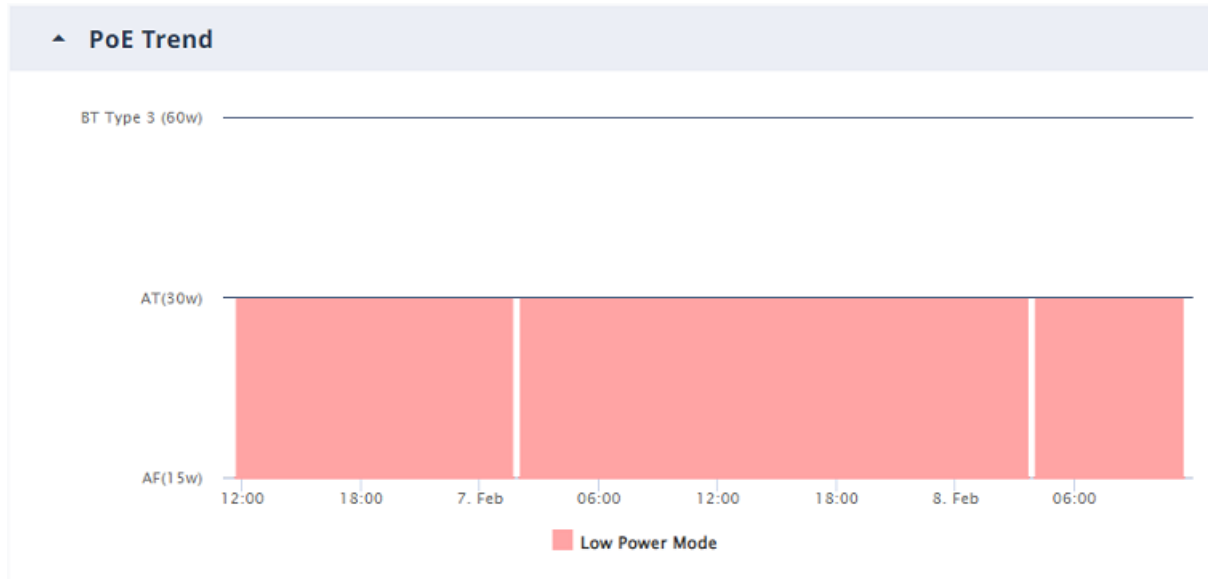 PoE Trend
BT Type 3 (60w)
AT(30w)
AF(15w)
12:00 18:00 7. Feb 06:00 12:00 18:00 8. Feb 06:00
Low Power Mode